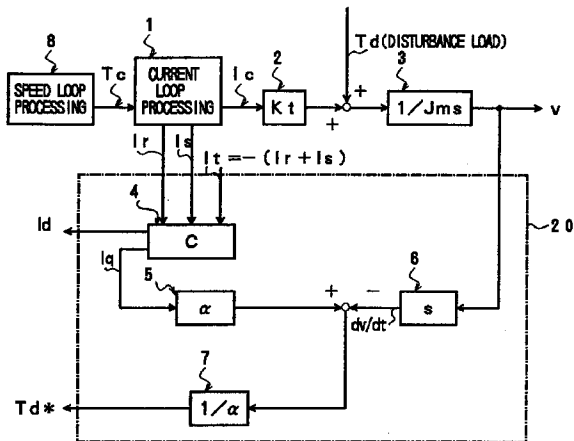 8
1
2
3
Td(DISTURBANCE LOAD)
SPEED LOOP
PROCESSING
Tc
CURRENT
LOOP
PROCESSING
Ic
Kt
+
+
1/Jms
v
Ir
Is
It=-(Ir+Is)
4
20
Id
C
Iq
5
α
+
-
6
s
dv/dt
7
1/α
Td*